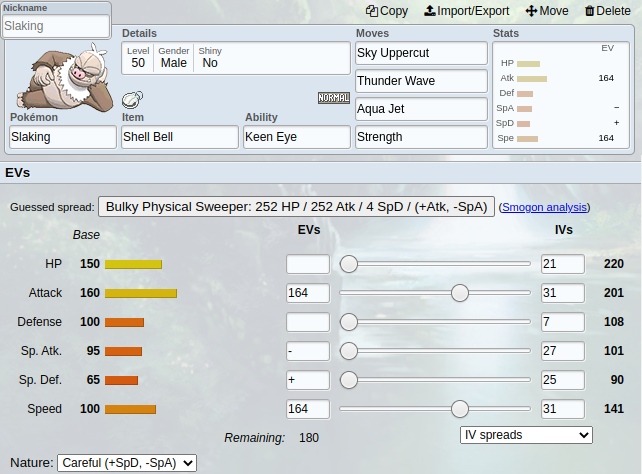 Nickname
Slaking
Copy Import/Export Move Delete
Details
Level Gender Shiny
50 Male No
NORMAL
Pokémon Item Ability
Slaking Shell Bell Keen Eye
Moves
Sky Uppercut
Thunder Wave
Aqua Jet
Strength
Stats
EV
HP
Atk 164
Def
SpA −
SpD +
Spe 164
EVs
Guessed spread: Bulky Physical Sweeper: 252 HP / 252 Atk / 4 SpD / (+Atk, -SpA) (Smogon analysis)
Base EVs IVs
HP 150 21 220
Attack 160 164 31 201
Defense 100 7 108
Sp. Atk. 95 - 27 101
Sp. Def. 65 + 25 90
Speed 100 164 31 141
Remaining: 180 IV spreads
Nature: Careful (+SpD, -SpA)